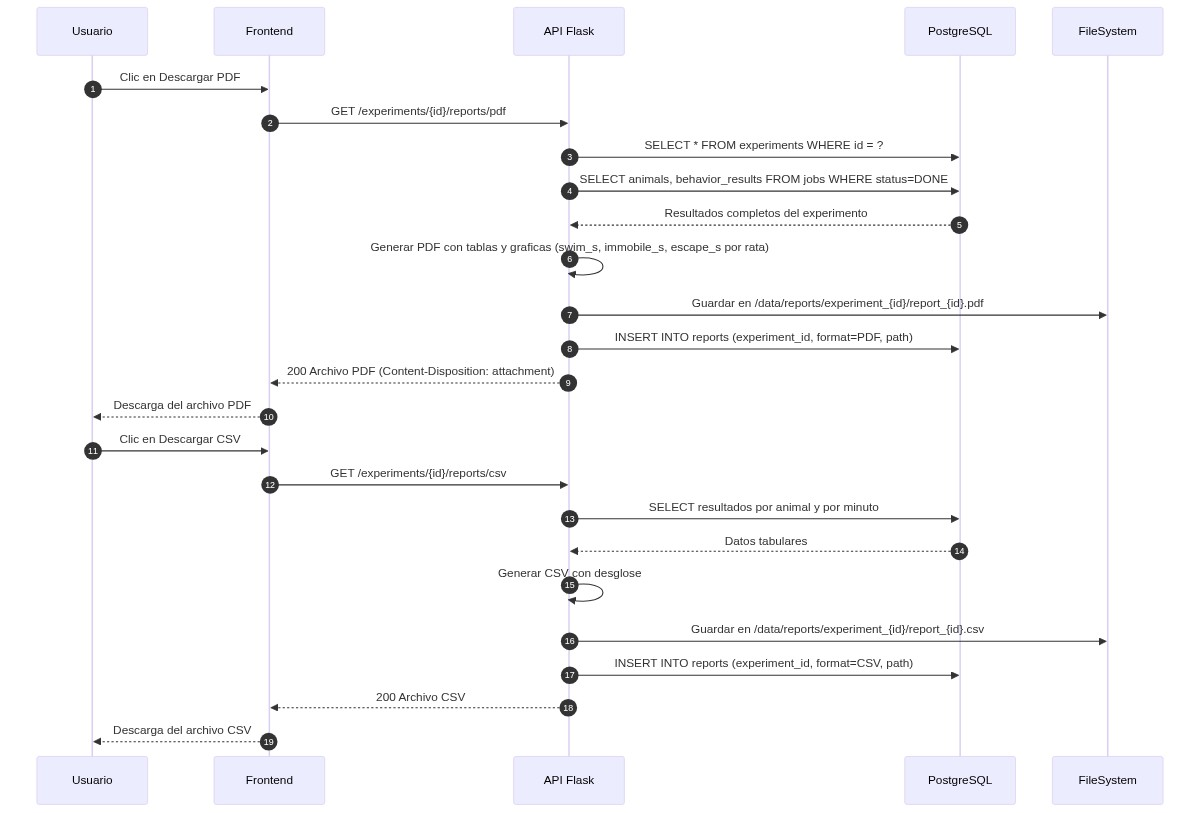 Usuario
Frontend
API Flask
PostgreSQL
FileSystem
Clic en Descargar PDF
1
GET /experiments/{id}/reports/pdf
2
SELECT * FROM experiments WHERE id = ?
3
SELECT animals, behavior_results FROM jobs WHERE status=DONE
4
Resultados completos del experimento
5
Generar PDF con tablas y graficas (swim_s, immobile_s, escape_s por rata)
6
Guardar en /data/reports/experiment_{id}/report_{id}.pdf
7
INSERT INTO reports (experiment_id, format=PDF, path)
8
200 Archivo PDF (Content-Disposition: attachment)
9
Descarga del archivo PDF
10
Clic en Descargar CSV
11
GET /experiments/{id}/reports/csv
12
SELECT resultados por animal y por minuto
13
Datos tabulares
14
Generar CSV con desglose
15
Guardar en /data/reports/experiment_{id}/report_{id}.csv
16
INSERT INTO reports (experiment_id, format=CSV, path)
17
200 Archivo CSV
18
Descarga del archivo CSV
19
Usuario
Frontend
API Flask
PostgreSQL
FileSystem